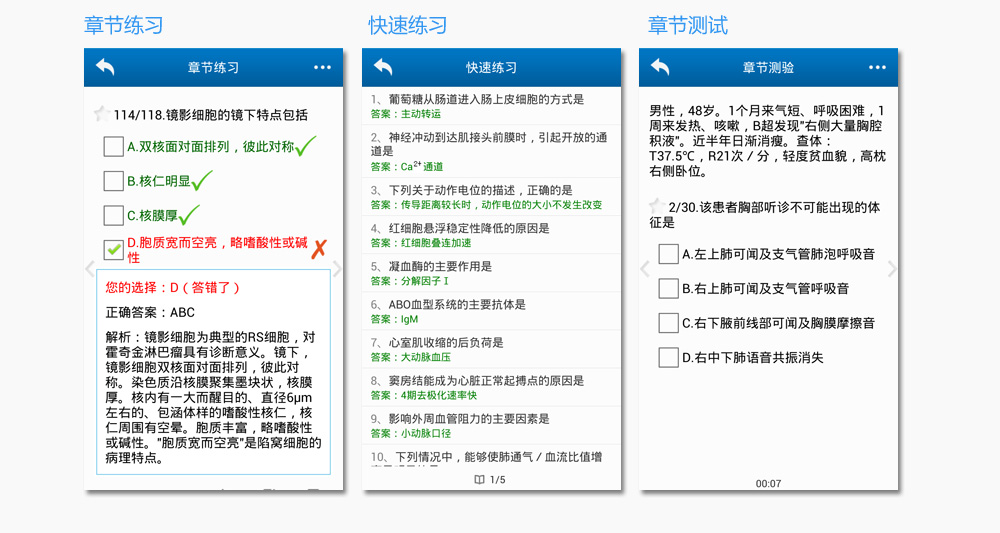 章节练习
章节练习
114/118.镜影细胞的镜下特点包括
A.双核面对面排列，彼此对称
B.核仁明显
C.核膜厚
D.胞质宽而空亮，略嗜酸性或碱
性
您的选择：D（答错了）
正确答案：ABC
解析：镜影细胞为典型的RS细胞，对
霍奇金淋巴瘤具有诊断意义。镜下，
镜影细胞双核面对面排列，彼此对
称。染色质沿核膜聚集墨块状，核膜
厚。核内有一大而醒目的、直径6μm
左右的、包涵体样的嗜酸性核仁，核
仁周围有空晕。胞质丰富，略嗜酸性
或碱性。"胞质宽而空亮"是陷窝细胞的
病理特点。
快速练习
快速练习
1、葡萄糖从肠道进入肠上皮细胞的方式是
答案：主动转运
2、神经冲动到达肌接头前膜时，引起开放的通
道是
答案：Ca²⁺通道
3、下列关于动作电位的描述，正确的是
答案：传导距离较长时，动作电位的大小不发生改变
4、红细胞悬浮稳定性降低的原因是
答案：红细胞叠连加速
5、凝血酶的主要作用是
答案：分解因子Ⅰ
6、ABO血型系统的主要抗体是
答案：IgM
7、心室肌收缩的后负荷是
答案：大动脉血压
8、窦房结能成为心脏正常起搏点的原因是
答案：4期去极化速率快
9、影响外周血管阻力的主要因素是
答案：小动脉口径
10、下列情况中，能够使肺通气／血流比值增
1/5
章节测试
章节测验
男性，48岁。1个月来气短、呼吸困难，1
周来发热、咳嗽，B超发现"右侧大量胸腔
积液"。近半年日渐消瘦。查体：
T37.5℃，R21次／分，轻度贫血貌，高枕
右侧卧位。
2/30.该患者胸部听诊不可能出现的体
征是
A.左上肺可闻及支气管肺泡呼吸音
B.右上肺可闻及支气管呼吸音
C.右下腋前线部可闻及胸膜摩擦音
D.右中下肺语音共振消失
00:07